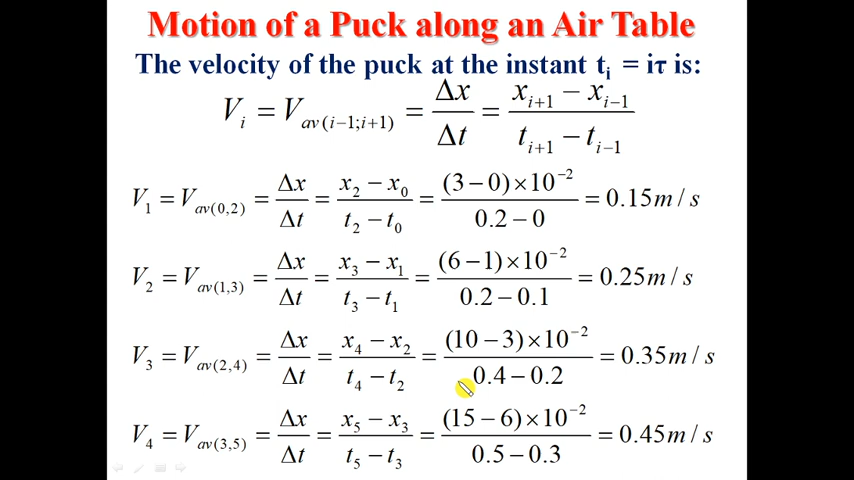 Motion of a Puck along an Air Table
The velocity of the puck at the instant tᵢ = iτ is:
Vᵢ = V_av(i−1;i+1) = Δx/Δt = (xᵢ₊₁ − xᵢ₋₁)/(tᵢ₊₁ − tᵢ₋₁)
V₁ = V_av(0,2) = Δx/Δt = (x₂ − x₀)/(t₂ − t₀) = ((3−0)×10⁻²)/(0.2−0) = 0.15m/s
V₂ = V_av(1,3) = Δx/Δt = (x₃ − x₁)/(t₃ − t₁) = ((6−1)×10⁻²)/(0.2−0.1) = 0.25m/s
V₃ = V_av(2,4) = Δx/Δt = (x₄ − x₂)/(t₄ − t₂) = ((10−3)×10⁻²)/(0.4−0.2) = 0.35m/s
V₄ = V_av(3,5) = Δx/Δt = (x₅ − x₃)/(t₅ − t₃) = ((15−6)×10⁻²)/(0.5−0.3) = 0.45m/s